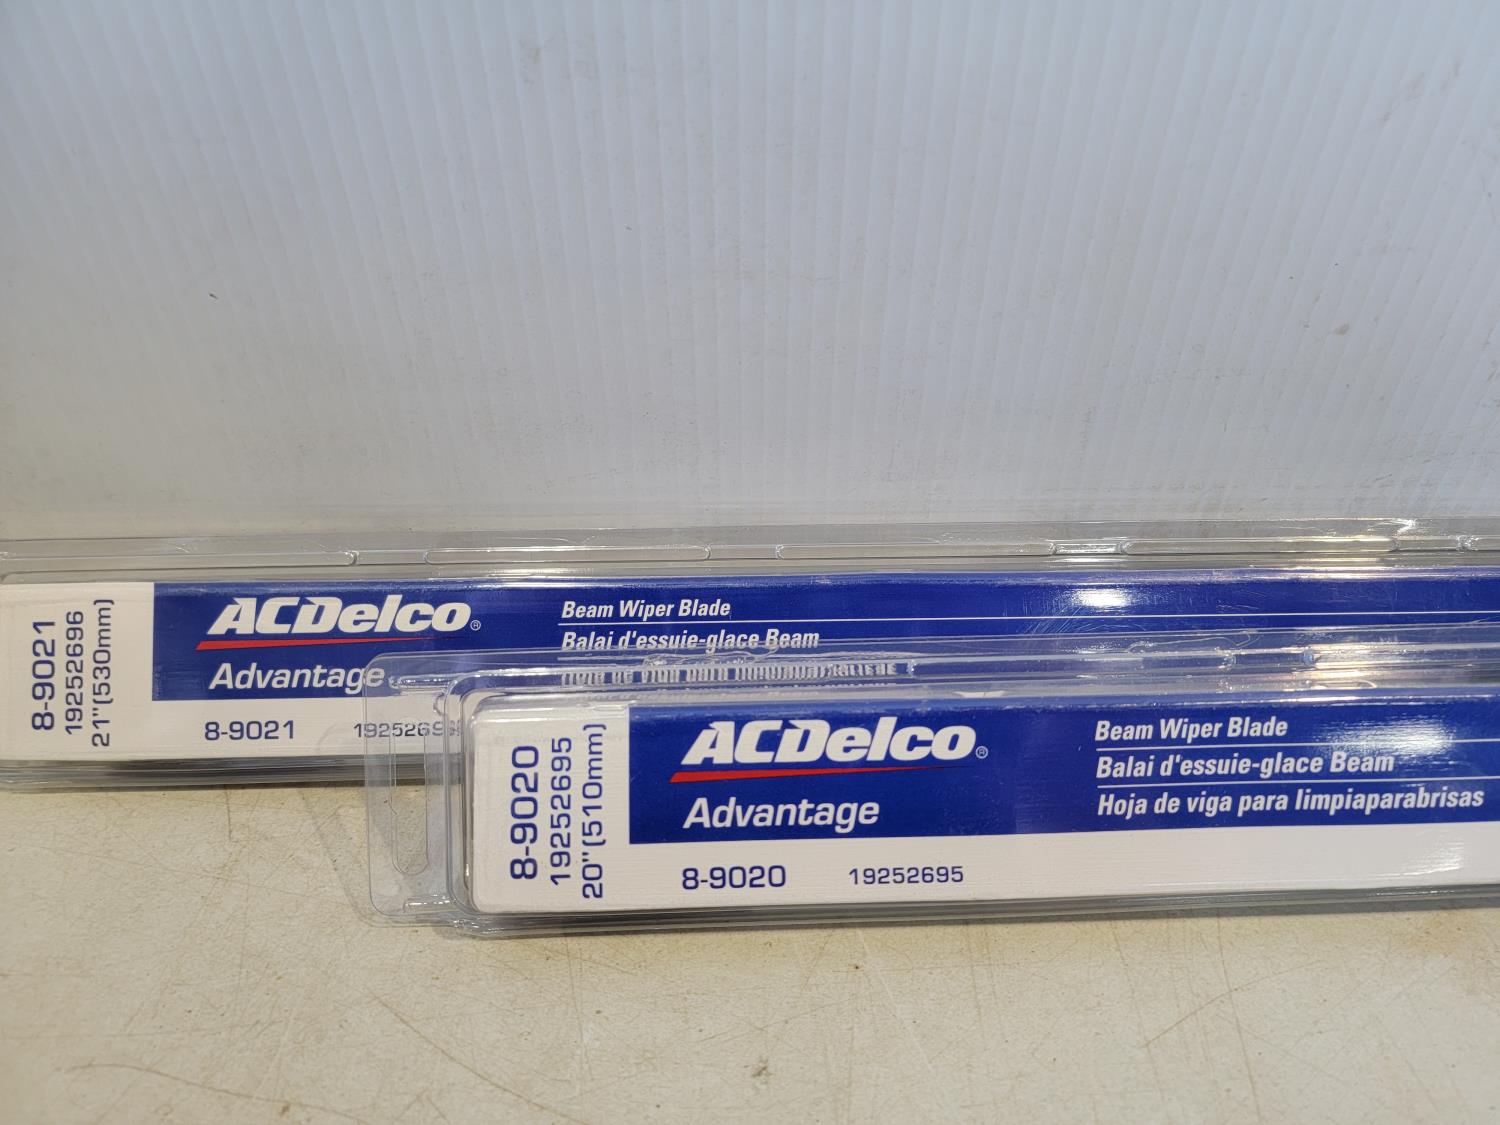 8-9021
19252696
21"(530mm)
ACDelco®
Advantage
Beam Wiper Blade
Balai d'essuie-glace Beam
8-9021
8-9020
19252695
20"(510mm)
ACDelco®
Advantage
Beam Wiper Blade
Balai d'essuie-glace Beam
Hoja de viga para limpiaparabrisas
8-9020 19252695